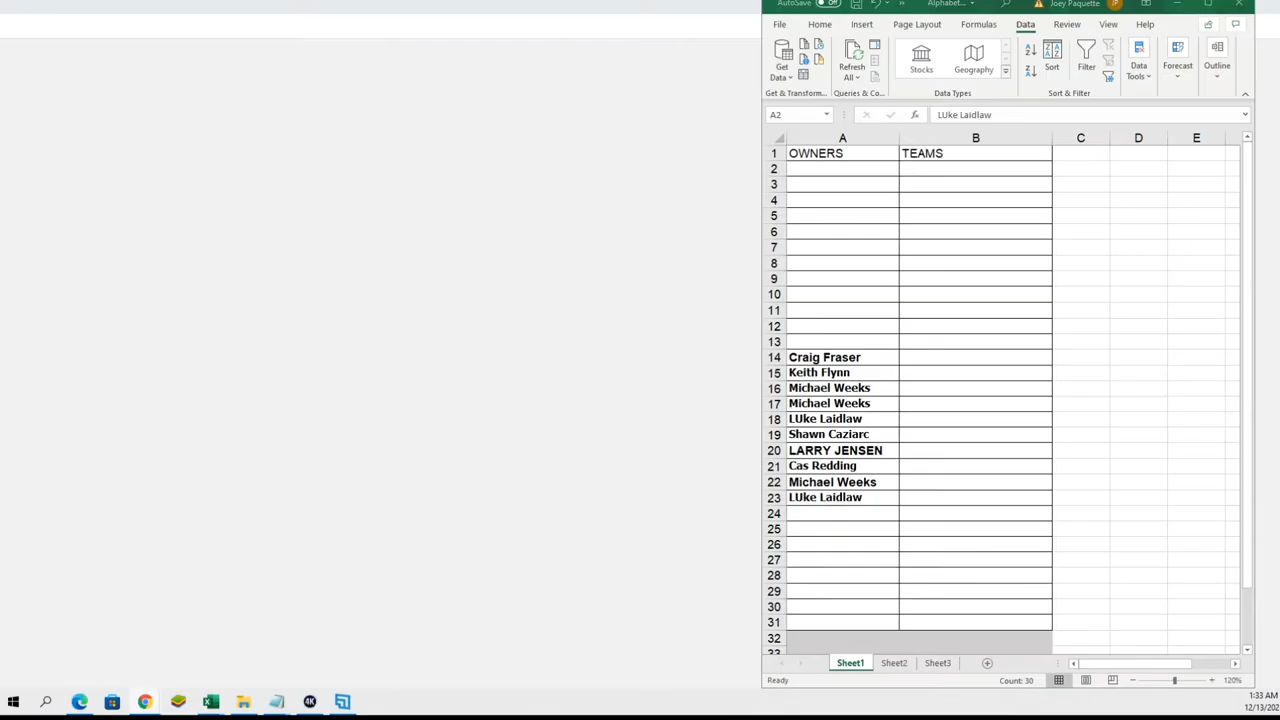 AutoSave Off Alphabet... Joey Paquette JP
File Home Insert Page Layout Formulas Data Review View Help
Get Data Refresh All Stocks Geography Sort Filter Data Tools Forecast Outline
Get & Transform... Queries & Co... Data Types Sort & Filter
A2 fx LUke Laidlaw
A B C D E
1 OWNERS TEAMS
2
3
4
5
6
7
8
9
10
11
12
13
14 Craig Fraser
15 Keith Flynn
16 Michael Weeks
17 Michael Weeks
18 LUke Laidlaw
19 Shawn Caziarc
20 LARRY JENSEN
21 Cas Redding
22 Michael Weeks
23 LUke Laidlaw
24
25
26
27
28
29
30
31
32
33
Sheet1 Sheet2 Sheet3
Ready Count: 30 120%
4K 1:33 AM
12/13/202